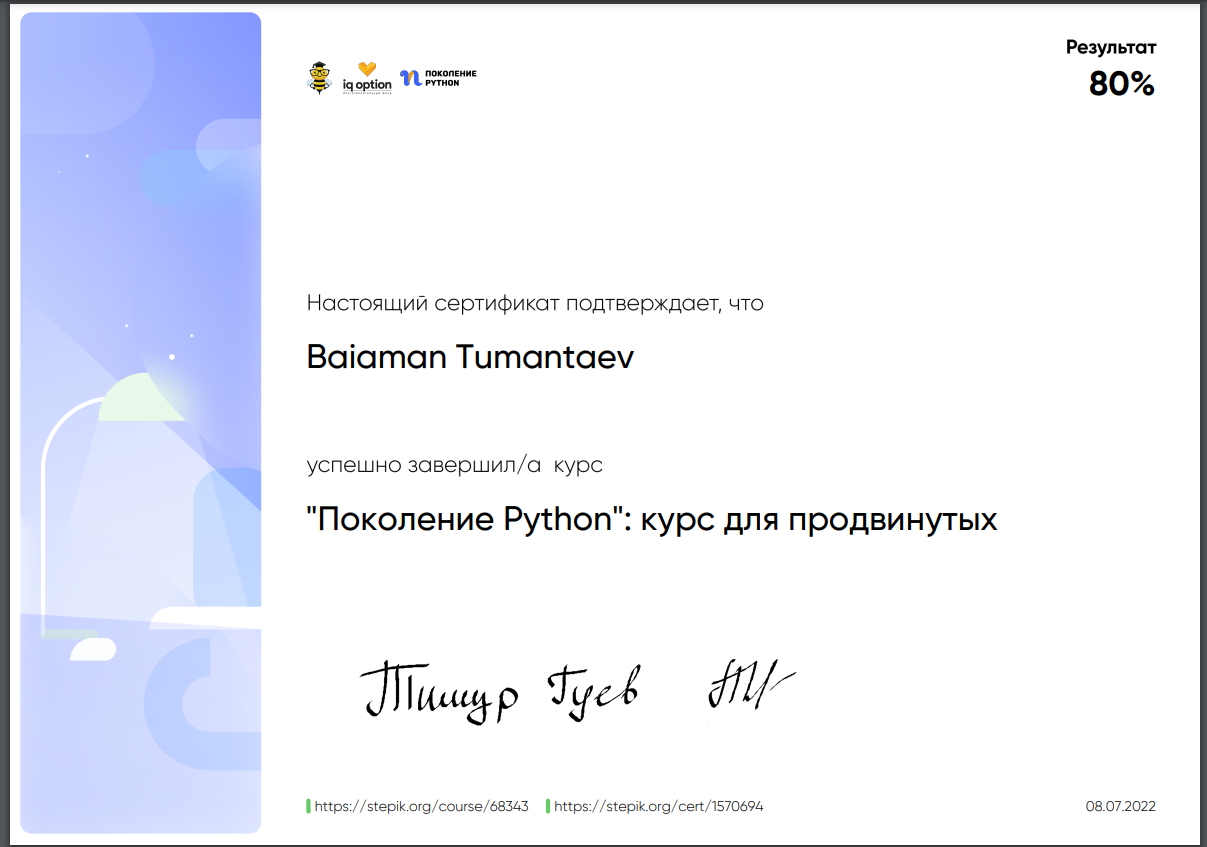 iq option
ПОКОЛЕНИЕ
PYTHON
Результат
80%
Настоящий сертификат подтверждает, что
Baiaman Tumantaev
успешно завершил/а курс
"Поколение Python": курс для продвинутых
Тимур Гуев
https://stepik.org/course/68343
https://stepik.org/cert/1570694
08.07.2022